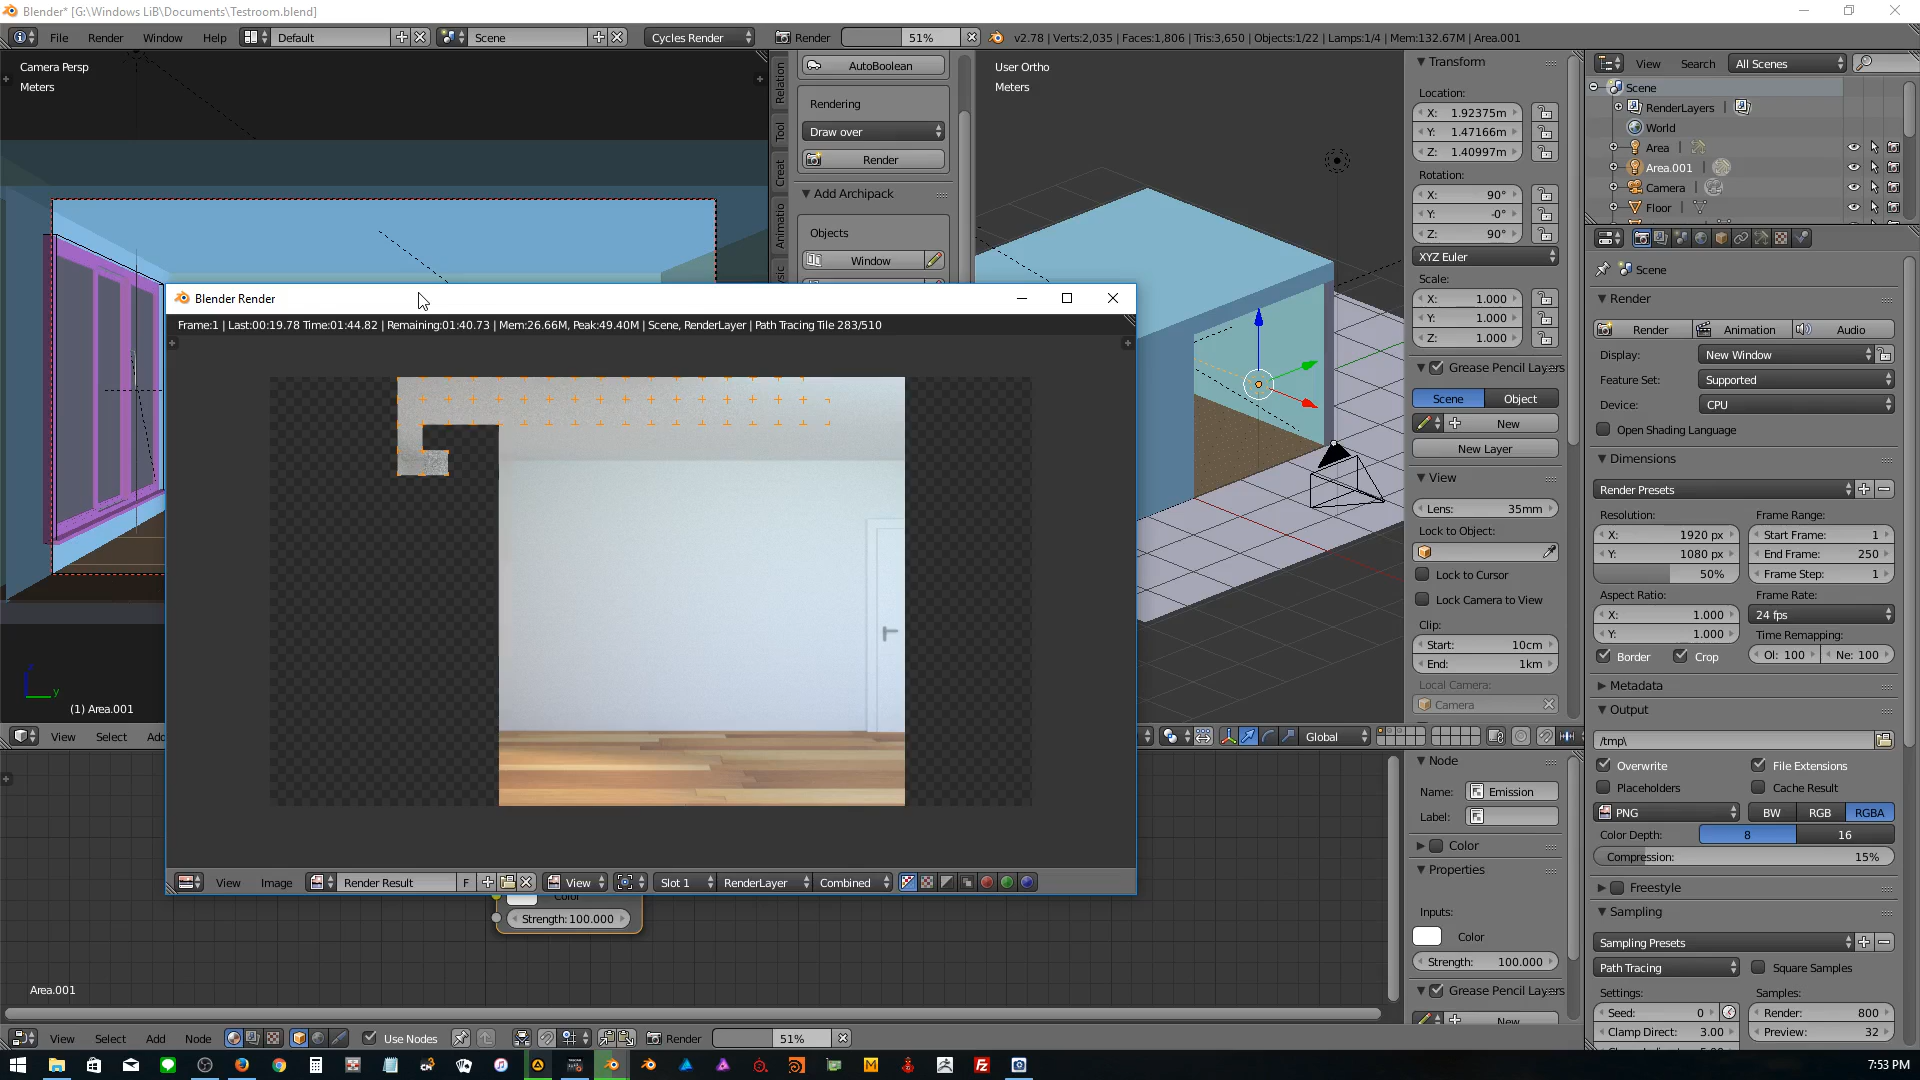 Blender* [G:\Windows LiB\Documents\Testroom.blend]
File Render Window Help Default Scene Cycles Render Render 51% v2.78 | Verts:2,035 | Faces:1,806 | Tris:3,650 | Objects:1/22 | Lamps:1/4 | Mem:132.67M | Area.001
Camera Persp
Meters
(1) Area.001
View Select Add
Relation
Tool
Creat
Animatio
AutoBoolean
Rendering
Draw over
Render
Add Archipack
Objects
Window
User Ortho
Meters
Global
Blender Render
Frame:1 | Last:00:19.78 Time:01:44.82 | Remaining:01:40.73 | Mem:26.66M, Peak:49.40M | Scene, RenderLayer | Path Tracing Tile 283/510
View Image Render Result F View Slot 1 RenderLayer Combined
Color
Strength:100.000
Area.001
View Select Add Node Use Nodes Render 51%
Transform
Location:
X: 1.92375m
Y: 1.47166m
Z: 1.40997m
Rotation:
X: 90°
Y: -0°
Z: 90°
XYZ Euler
Scale:
X: 1.000
Y: 1.000
Z: 1.000
Grease Pencil Layers
Scene Object
New
New Layer
View
Lens: 35mm
Lock to Object:
Lock to Cursor
Lock Camera to View
Clip:
Start: 10cm
End: 1km
Local Camera:
Camera
Node
Name: Emission
Label:
Color
Properties
Inputs:
Color
Strength: 100.000
Grease Pencil Layers
New
View Search All Scenes
Scene
RenderLayers
World
Area
Area.001
Camera
Floor
Scene
Render
Render Animation Audio
Display: New Window
Feature Set: Supported
Device: CPU
Open Shading Language
Dimensions
Render Presets
Resolution: Frame Range:
X: 1920 px Start Frame: 1
Y: 1080 px End Frame: 250
50% Frame Step: 1
Aspect Ratio: Frame Rate:
X: 1.000 24 fps
Y: 1.000 Time Remapping:
Border Crop Ol: 100 Ne: 100
Metadata
Output
/tmp\
Overwrite File Extensions
Placeholders Cache Result
PNG BW RGB RGBA
Color Depth: 8 16
Compression: 15%
Freestyle
Sampling
Sampling Presets
Path Tracing Square Samples
Settings: Samples:
Seed: 0 Render: 800
Clamp Direct: 3.00 Preview: 32
7:53 PM